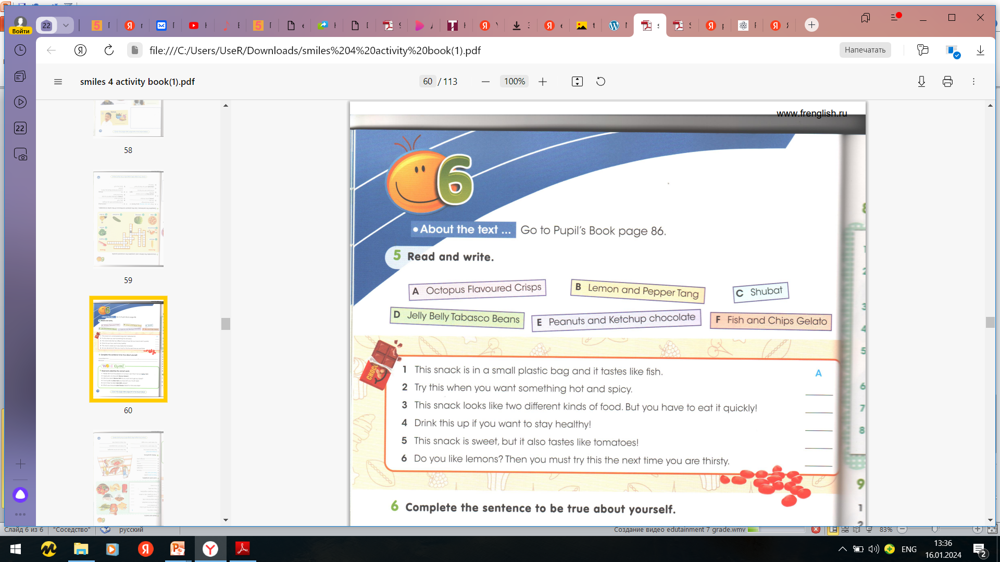 Войти
22
file:///C:/Users/UseR/Downloads/smiles%204%20activity%20book(1).pdf
Напечатать
smiles 4 activity book(1).pdf
60 / 113
100%
22
58
59
60
www.frenglish.ru
6
• About the text ... Go to Pupil's Book page 86.
5 Read and write.
A Octopus Flavoured Crisps
B Lemon and Pepper Tang
C Shubat
D Jelly Belly Tabasco Beans
E Peanuts and Ketchup chocolate
F Fish and Chips Gelato
CHOCO
1 This snack is in a small plastic bag and it tastes like fish. A
2 Try this when you want something hot and spicy.
3 This snack looks like two different kinds of food. But you have to eat it quickly!
4 Drink this up if you want to stay healthy!
5 This snack is sweet, but it also tastes like tomatoes!
6 Do you like lemons? Then you must try this the next time you are thirsty.
6 Complete the sentence to be true about yourself.
Слайд 6 из 6 "Соседство" русский
Создание видео edutainment 7 grade.wmv
83%
ENG
13:36
16.01.2024
2